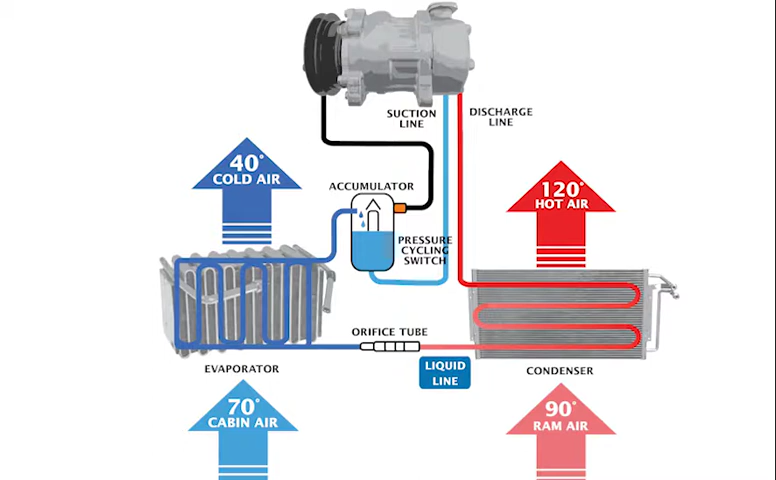 SUCTION
LINE
DISCHARGE
LINE
40°
COLD AIR
ACCUMULATOR
120°
HOT AIR
PRESSURE
CYCLING
SWITCH
ORIFICE TUBE
LIQUID
LINE
EVAPORATOR
CONDENSER
70°
CABIN AIR
90°
RAM AIR